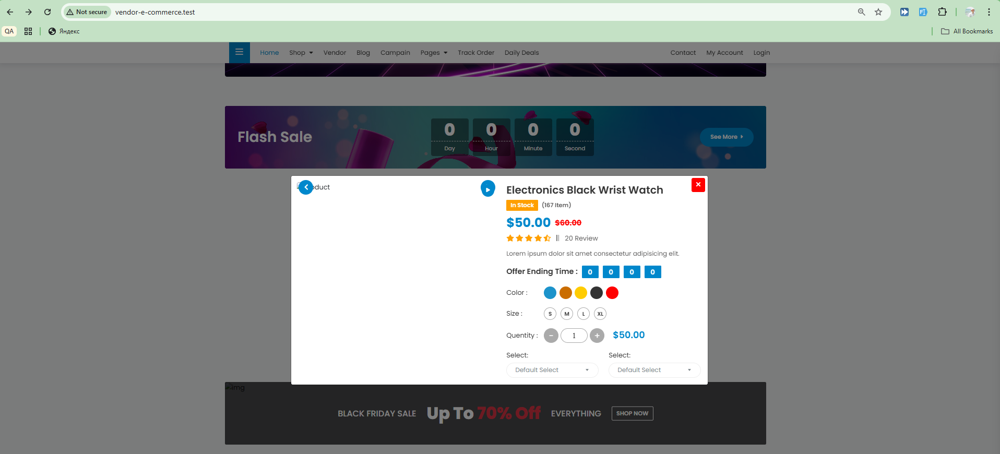 Not secure
vendor-e-commerce.test
QA
Яндекс
All Bookmarks
Home
Shop
Vendor
Blog
Campain
Pages
Track Order
Daily Deals
Contact
My Account
Login
Flash Sale
0
0
0
0
Day
Hour
Minute
Second
See More
Electronics Black Wrist Watch
In Stock
(167 Item)
$50.00
$60.00
20 Review
Lorem ipsum dolor sit amet consectetur adipisicing elit.
Offer Ending Time :
0
0
0
0
Color :
Size :
S
M
L
XL
Quentity :
−
1
+
$50.00
Select:
Select:
Default Select
Default Select
img
BLACK FRIDAY SALE
Up To 70% Off
EVERYTHING
SHOP NOW